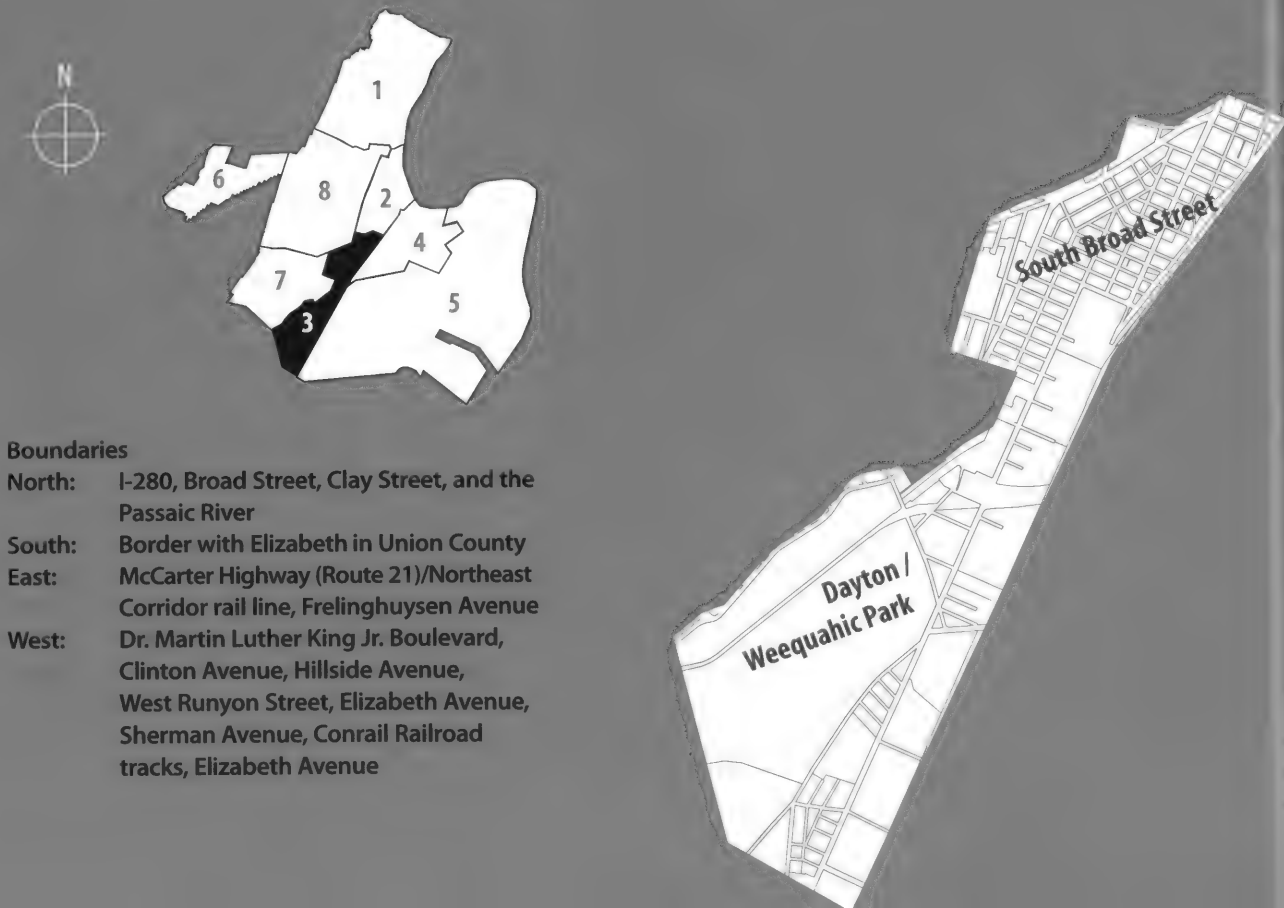 N
1
6
8
2
4
7
5
3
Boundaries
North: I-280, Broad Street, Clay Street, and the
Passaic River
South: Border with Elizabeth in Union County
East: McCarter Highway (Route 21)/Northeast
Corridor rail line, Frelinghuysen Avenue
West: Dr. Martin Luther King Jr. Boulevard,
Clinton Avenue, Hillside Avenue,
West Runyon Street, Elizabeth Avenue,
Sherman Avenue, Conrail Railroad
tracks, Elizabeth Avenue
South Broad Street
Dayton /
Weequahic Park